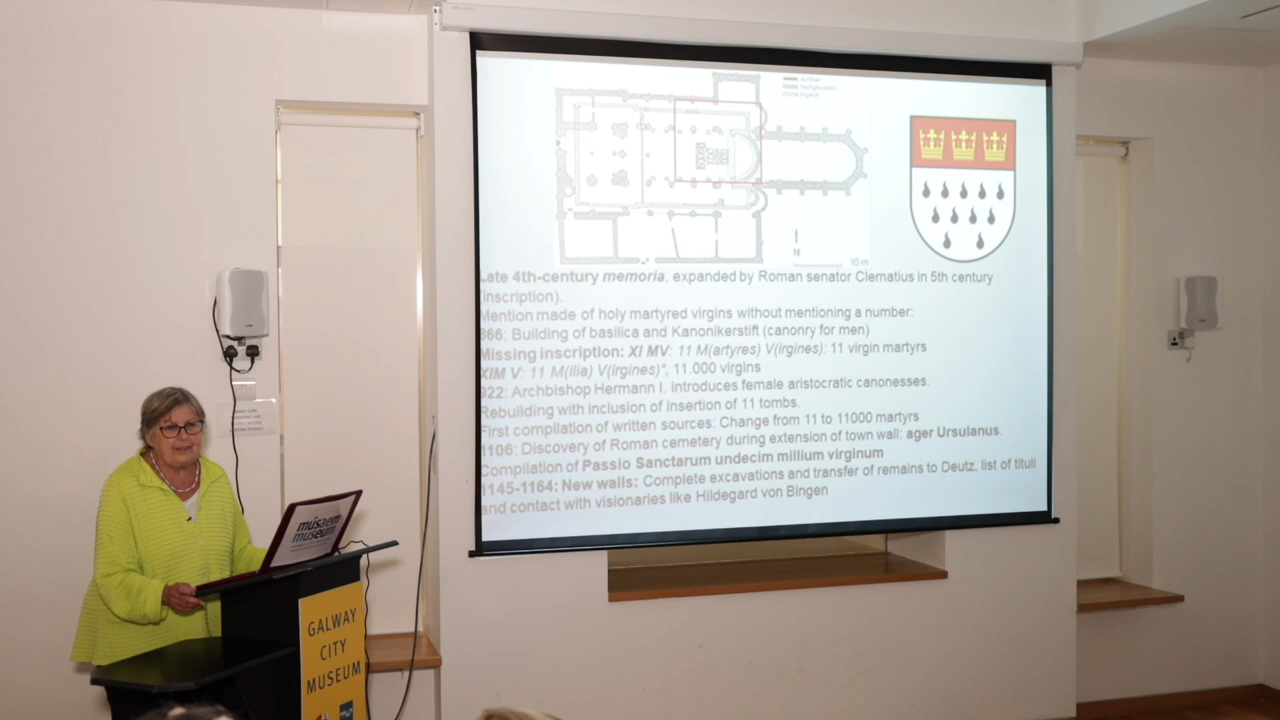 N
10 m
Late 4th-century memoria, expanded by Roman senator Clematius in 5th century
(inscription).
Mention made of holy martyred virgins without mentioning a number:
866: Building of basilica and Kanonikerstift (canonry for men)
Missing inscription: XI MV: 11 M(artyres) V(irgines): 11 virgin martyrs
XIM V: 11 M(ilia) V(irgines)“, 11.000 virgins
922: Archbishop Hermann I. introduces female aristocratic canonesses.
Rebuilding with inclusion of insertion of 11 tombs.
First compilation of written sources: Change from 11 to 11000 martyrs
1106: Discovery of Roman cemetery during extension of town wall: ager Ursulanus.
Compilation of Passio Sanctarum undecim millium virginum
1145-1164: New walls: Complete excavations and transfer of remains to Deutz, list of tituli
and contact with visionaries like Hildegard von Bingen
músaem
museum
GALWAY
CITY
MUSEUM